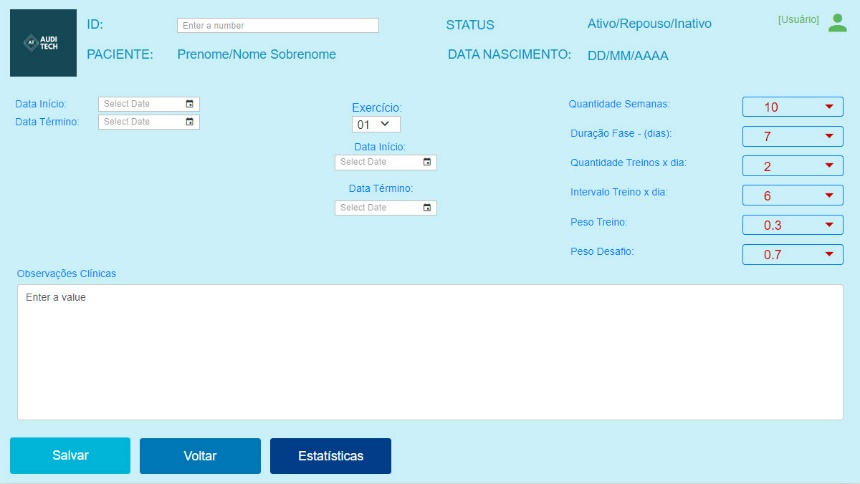 AT AUDI
TECH
ID: Enter a number STATUS Ativo/Repouso/Inativo [Usuário]
PACIENTE: Prenome/Nome Sobrenome DATA NASCIMENTO: DD/MM/AAAA
Data Início: Select Date
Data Término: Select Date
Exercício:
01
Data Início:
Select Date
Data Término:
Select Date
Quantidade Semanas: 10
Duração Fase - (dias): 7
Quantidade Treinos x dia: 2
Intervalo Treino x dia: 6
Peso Treino: 0.3
Peso Desafio: 0.7
Observações Clínicas
Enter a value
Salvar Voltar Estatísticas